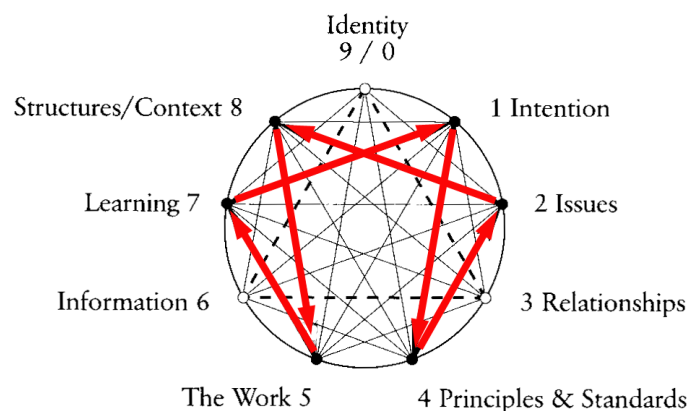 Identity
9 / 0
Structures/Context 8
1 Intention
Learning 7
2 Issues
Information 6
3 Relationships
The Work 5
4 Principles & Standards